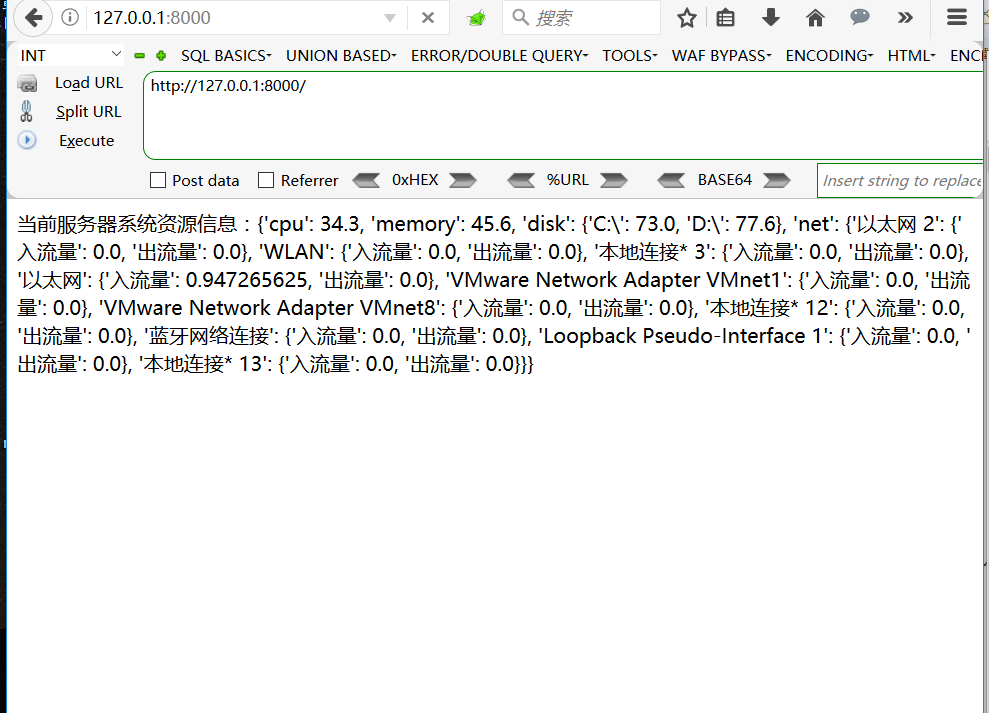 127.0.0.1:8000
搜索
INT
SQL BASICS
UNION BASED
ERROR/DOUBLE QUERY
TOOLS
WAF BYPASS
ENCODING
HTML
Load URL
http://127.0.0.1:8000/
Split URL
Execute
Post data
Referrer
0xHEX
%URL
BASE64
Insert string to replace
当前服务器系统资源信息：{'cpu': 34.3, 'memory': 45.6, 'disk': {'C:\': 73.0, 'D:\': 77.6}, 'net': {'以太网 2': {'
入流量': 0.0, '出流量': 0.0}, 'WLAN': {'入流量': 0.0, '出流量': 0.0}, '本地连接* 3': {'入流量': 0.0, '出流量': 0.0},
'以太网': {'入流量': 0.947265625, '出流量': 0.0}, 'VMware Network Adapter VMnet1': {'入流量': 0.0, '出流
量': 0.0}, 'VMware Network Adapter VMnet8': {'入流量': 0.0, '出流量': 0.0}, '本地连接* 12': {'入流量': 0.0,
'出流量': 0.0}, '蓝牙网络连接': {'入流量': 0.0, '出流量': 0.0}, 'Loopback Pseudo-Interface 1': {'入流量': 0.0, '
出流量': 0.0}, '本地连接* 13': {'入流量': 0.0, '出流量': 0.0}}}